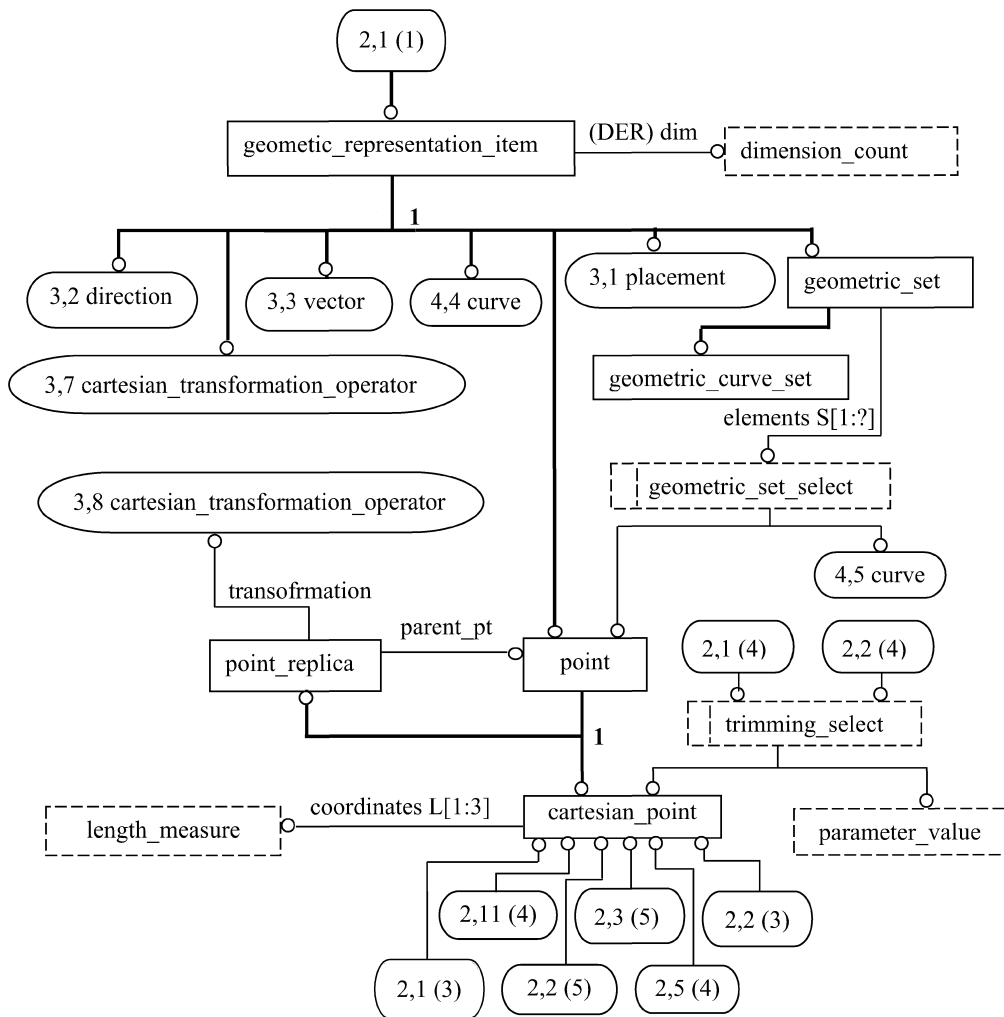 2,1 (1)
geometic_representation_item
(DER) dim
dimension_count
1
3,2 direction
3,3 vector
4,4 curve
3,1 placement
geometric_set
3,7 cartesian_transformation_operator
geometric_curve_set
elements S[1:?]
3,8 cartesian_transformation_operator
geometric_set_select
4,5 curve
transofrmation
parent_pt
point_replica
point
2,1 (4)
2,2 (4)
trimming_select
1
coordinates L[1:3]
length_measure
cartesian_point
parameter_value
2,11 (4)
2,3 (5)
2,2 (3)
2,1 (3)
2,2 (5)
2,5 (4)